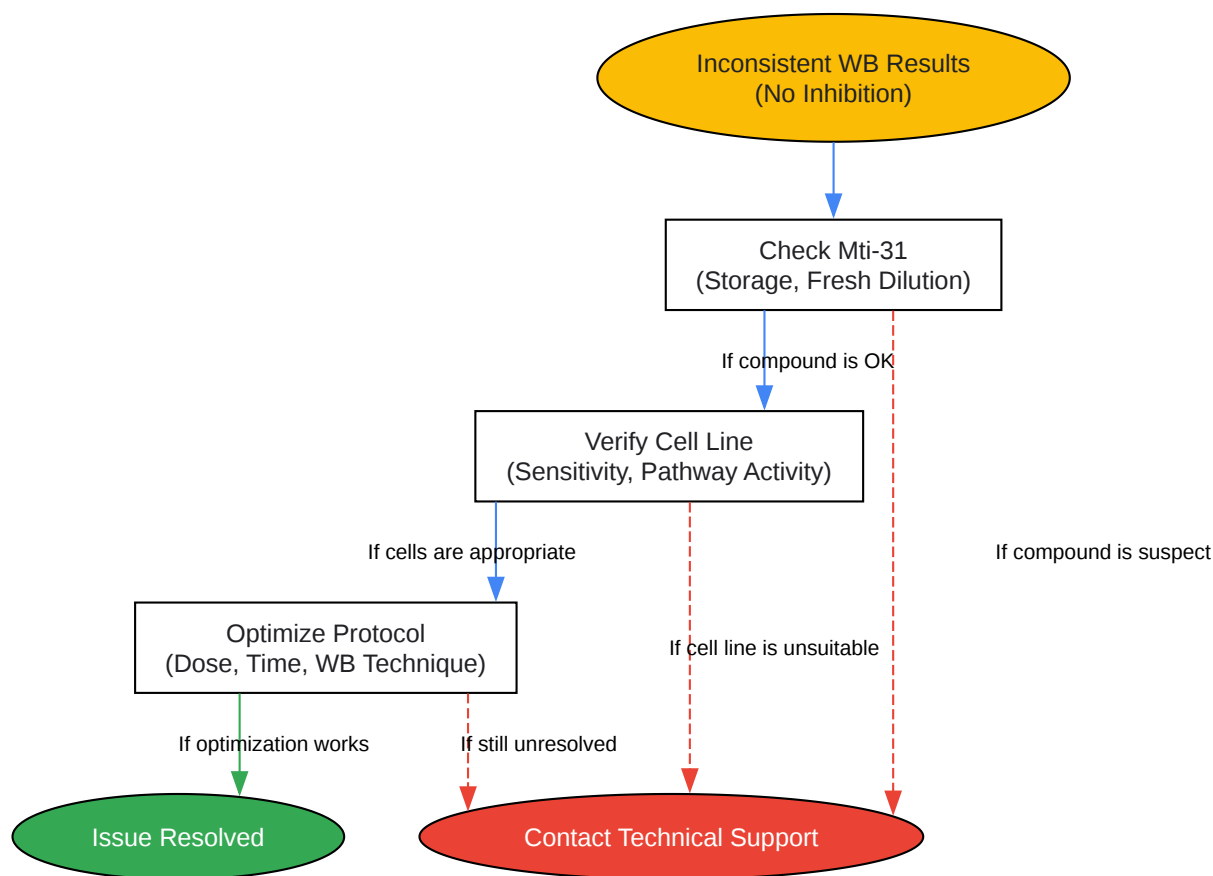 Inconsistent WB Results
(No Inhibition)
Check Mti-31
(Storage, Fresh Dilution)
If compound is OK
Verify Cell Line
(Sensitivity, Pathway Activity)
If cells are appropriate
If compound is suspect
Optimize Protocol
(Dose, Time, WB Technique)
If cell line is unsuitable
If optimization works
If still unresolved
Issue Resolved
Contact Technical Support